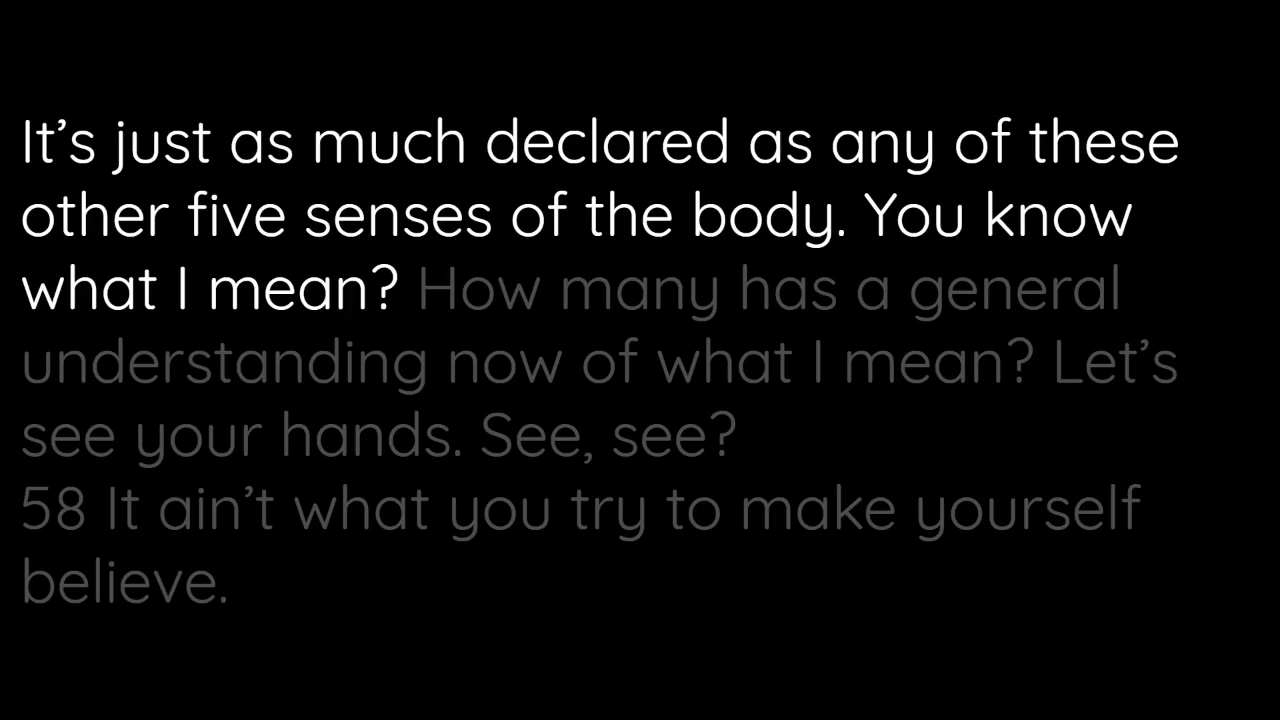 It’s just as much declared as any of these
other five senses of the body. You know
what I mean? How many has a general
understanding now of what I mean? Let’s
see your hands. See, see?
58 It ain’t what you try to make yourself
believe.